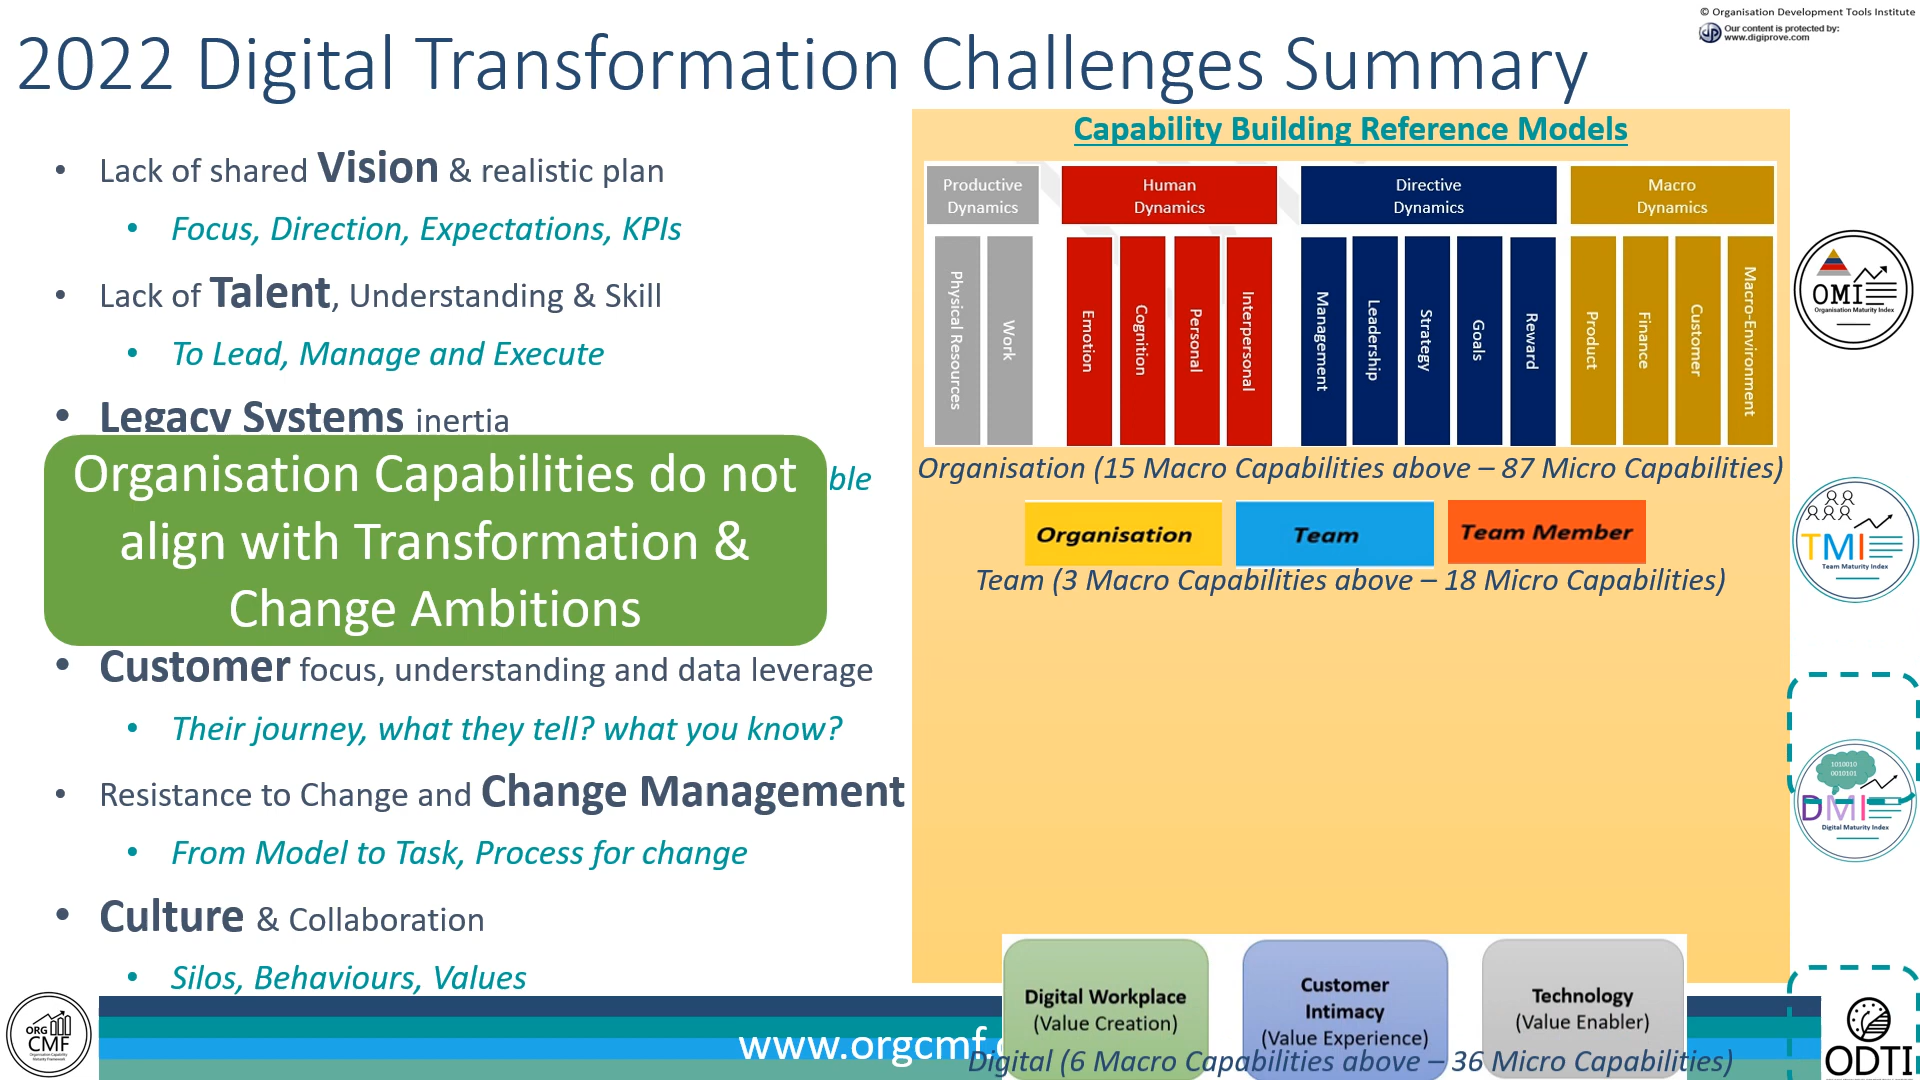 © Organisation Development Tools Institute
Our content is protected by:
www.digiprove.com
2022 Digital Transformation Challenges Summary
• Lack of shared Vision & realistic plan
• Focus, Direction, Expectations, KPIs
• Lack of Talent, Understanding & Skill
• To Lead, Manage and Execute
• Legacy Systems inertia
ble
Organisation Capabilities do not
align with Transformation &
Change Ambitions
• Customer focus, understanding and data leverage
• Their journey, what they tell? what you know?
• Resistance to Change and Change Management
• From Model to Task, Process for change
• Culture & Collaboration
• Silos, Behaviours, Values
Capability Building Reference Models
Productive
Dynamics
Human
Dynamics
Directive
Dynamics
Macro
Dynamics
Physical Resources
Work
Emotion
Cognition
Personal
Interpersonal
Management
Leadership
Strategy
Goals
Reward
Product
Finance
Customer
Macro-Environment
Organisation (15 Macro Capabilities above – 87 Micro Capabilities)
Organisation
Team
Team Member
Team (3 Macro Capabilities above – 18 Micro Capabilities)
Digital Workplace
(Value Creation)
Customer
Intimacy
(Value Experience)
Technology
(Value Enabler)
Digital (6 Macro Capabilities above – 36 Micro Capabilities)
OMI
Organisation Maturity Index
TMI
Team Maturity Index
1010010
0010101
DMI
Digital Maturity Index
ORG
CMF
Organisation Capability
Maturity Framework
www.orgcmf.
ODTI